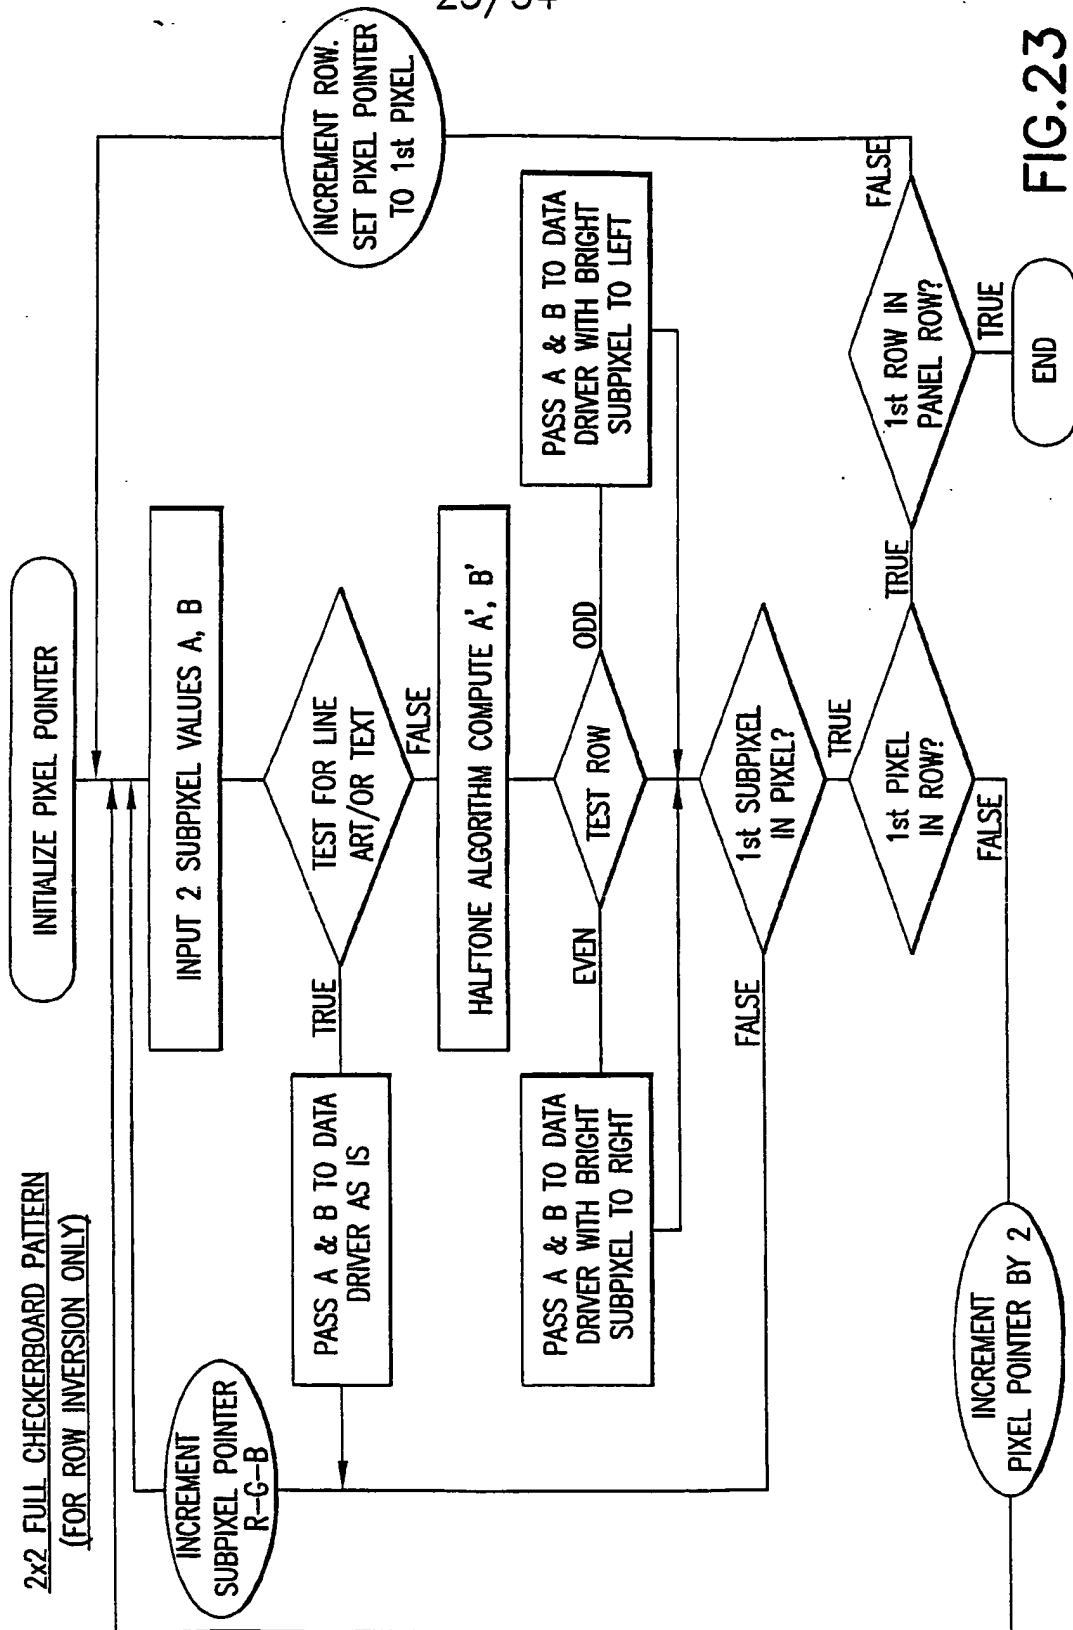 2x2 FULL CHECKERBOARD PATTERN
(FOR ROW INVERSION ONLY)
INITIALIZE PIXEL POINTER
INPUT 2 SUBPIXEL VALUES A, B
TEST FOR LINE
ART/OR TEXT
TRUE
FALSE
PASS A & B TO DATA
DRIVER AS IS
INCREMENT
SUBPIXEL POINTER
R-G-B
HALFTONE ALGORITHM COMPUTE A', B'
TEST ROW
EVEN
ODD
PASS A & B TO DATA
DRIVER WITH BRIGHT
SUBPIXEL TO RIGHT
PASS A & B TO DATA
DRIVER WITH BRIGHT
SUBPIXEL TO LEFT
1st SUBPIXEL
IN PIXEL?
FALSE
TRUE
1st PIXEL
IN ROW?
FALSE
TRUE
INCREMENT
PIXEL POINTER BY 2
1st ROW IN
PANEL ROW?
FALSE
TRUE
INCREMENT ROW.
SET PIXEL POINTER
TO 1st PIXEL.
END
FIG.23